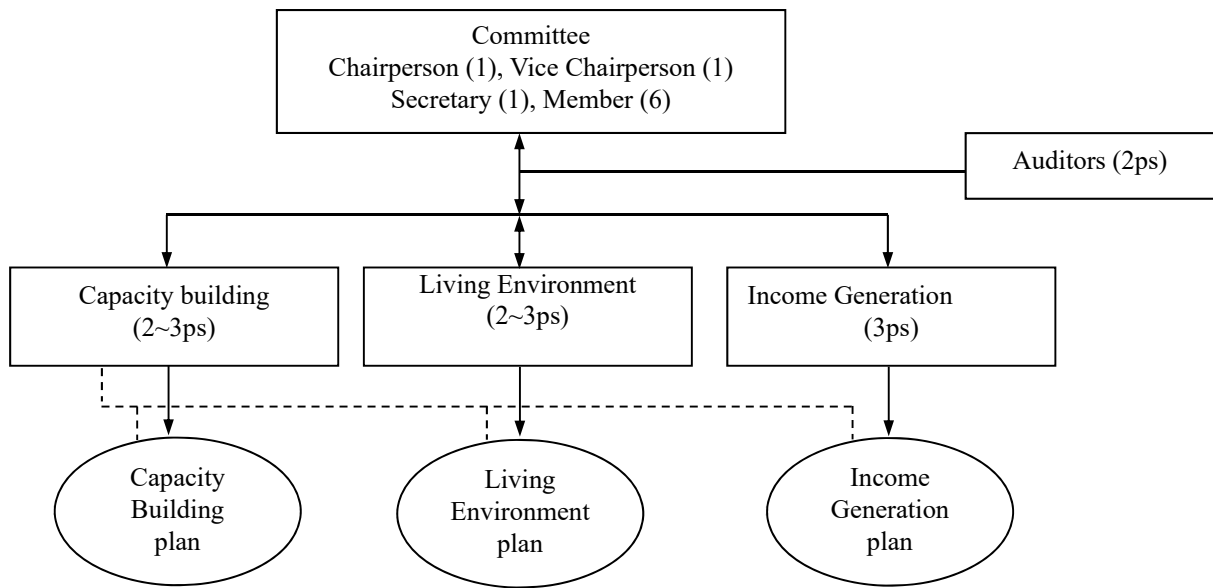 Committee
Chairperson (1), Vice Chairperson (1)
Secretary (1), Member (6)
Auditors (2ps)
Capacity building
(2~3ps)
Living Environment
(2~3ps)
Income Generation
(3ps)
Capacity
Building
plan
Living
Environment
plan
Income
Generation
plan